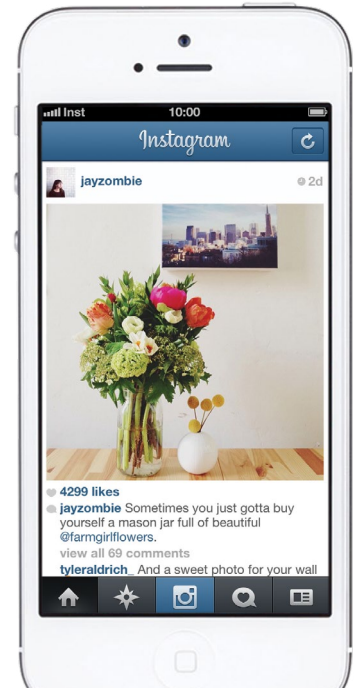 Inst
10:00
Instagram
jayzombie
2d
4299 likes
jayzombie Sometimes you just gotta buy
yourself a mason jar full of beautiful
@farmgirlflowers.
view all 69 comments
tyleraldrich_ And a sweet photo for your wall